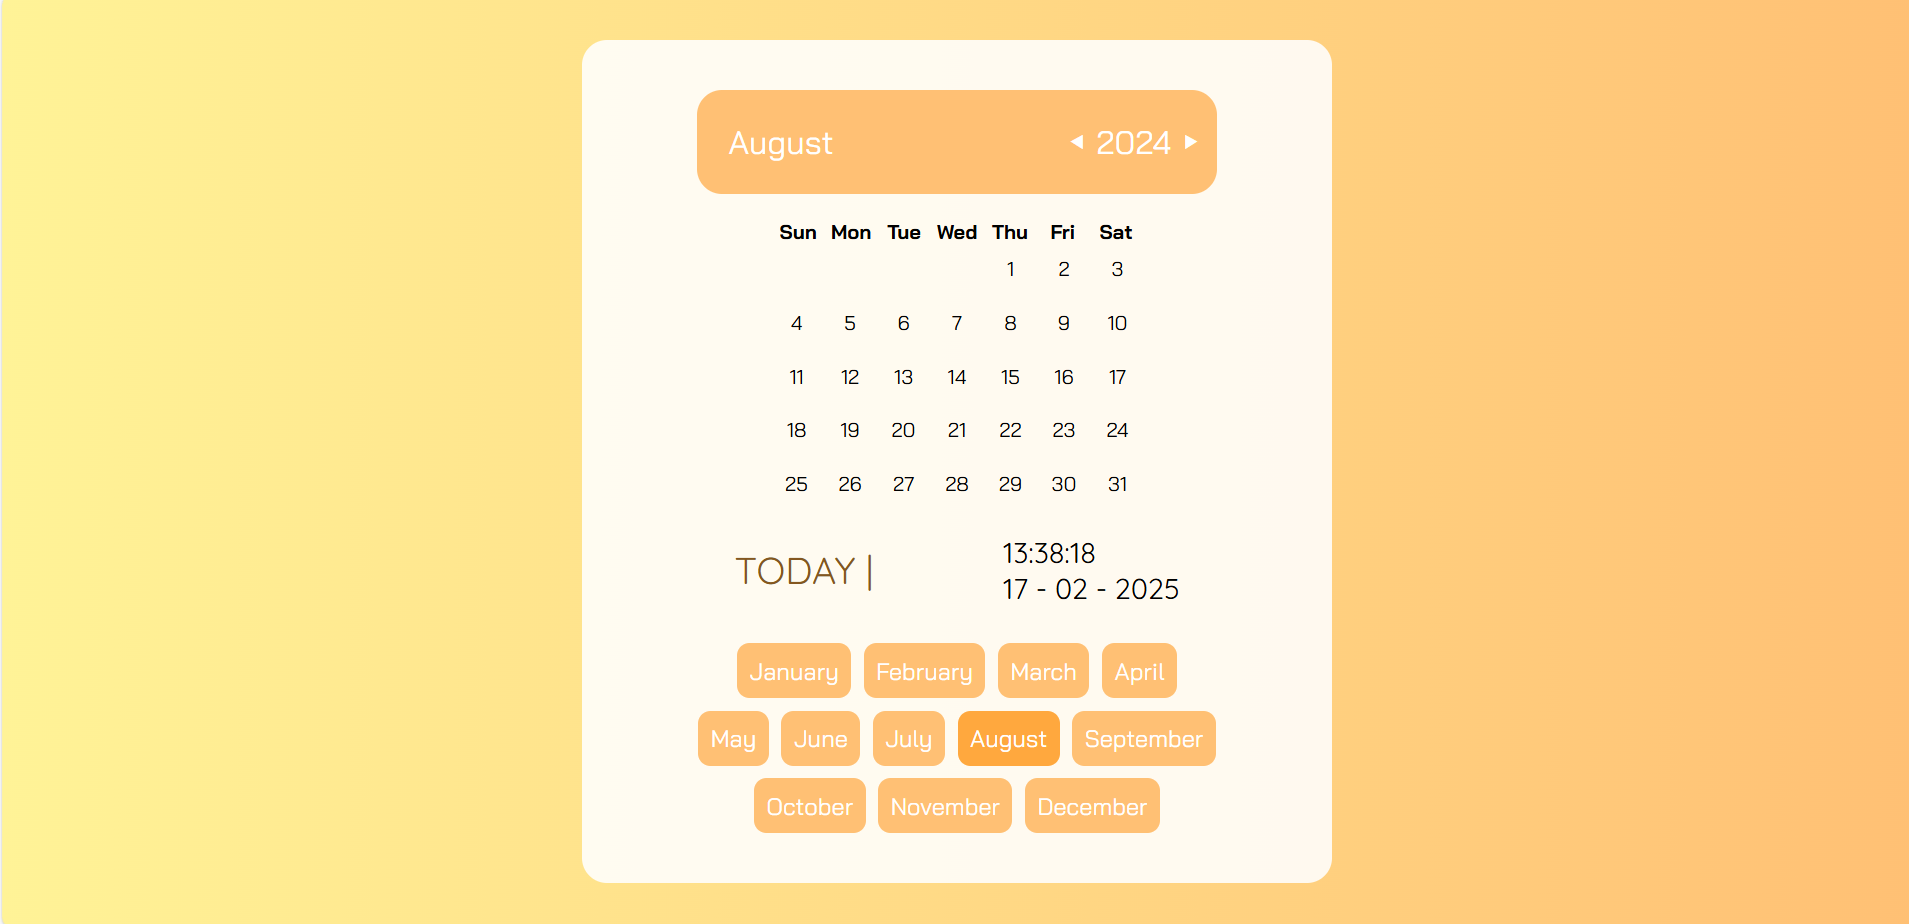 August ◀ 2024 ▶
Sun Mon Tue Wed Thu Fri Sat
1 2 3
4 5 6 7 8 9 10
11 12 13 14 15 16 17
18 19 20 21 22 23 24
25 26 27 28 29 30 31
TODAY |
13:38:18
17 - 02 - 2025
January February March April
May June July August September
October November December